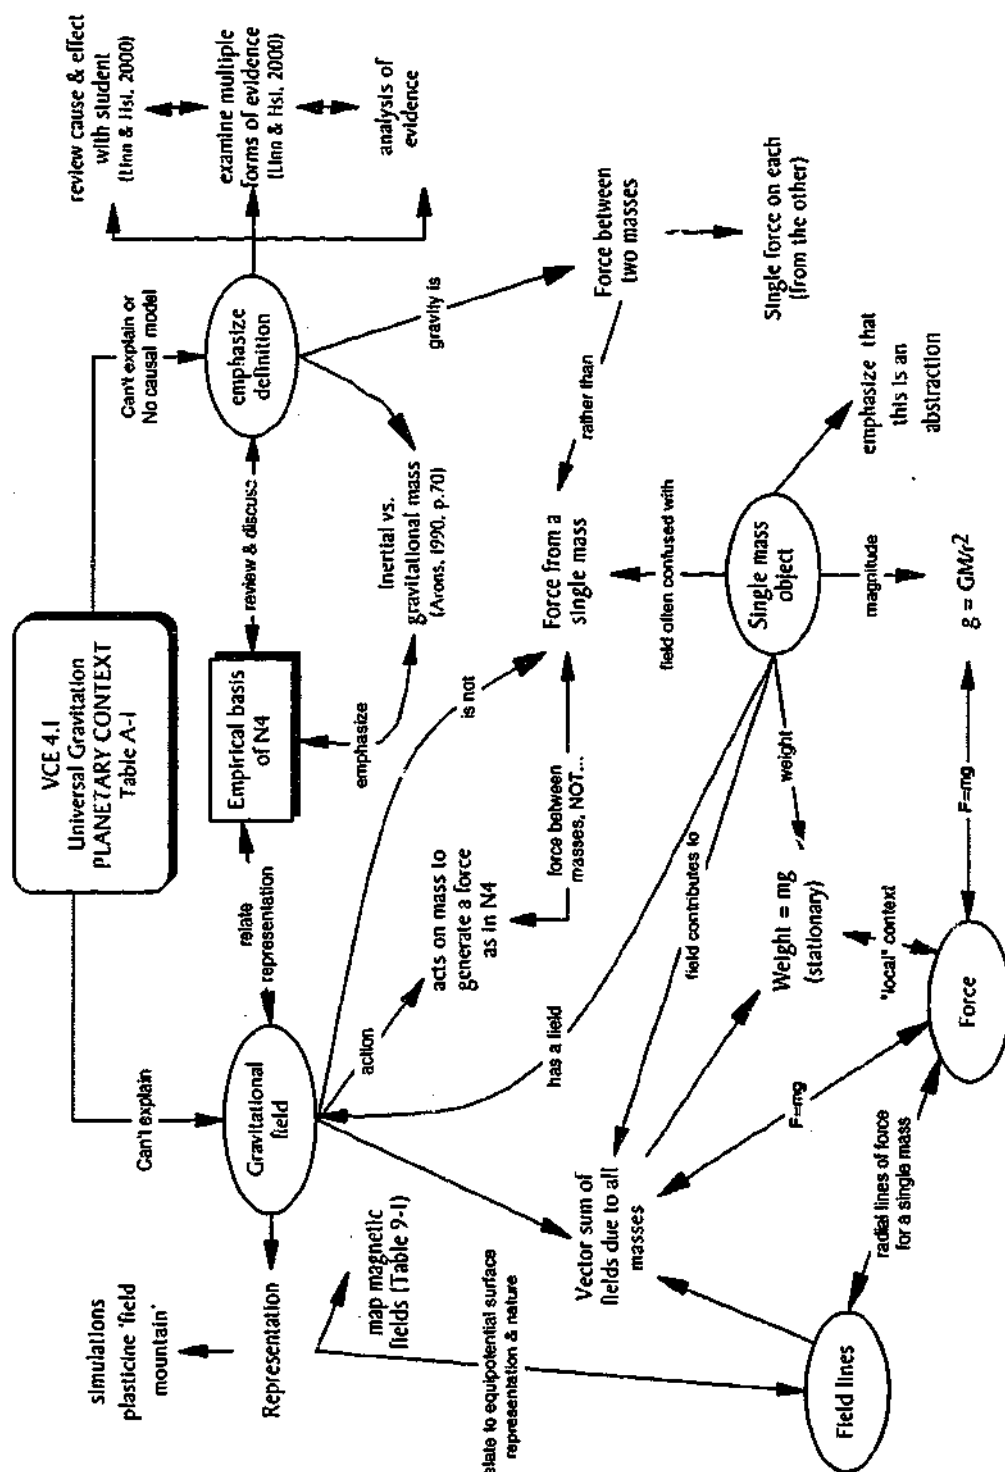 VCE 4.1
Universal Gravitation
PLANETARY CONTEXT
Table A-1
Can't explain
Can't explain or
No causal model
simulations
plasticine 'field
mountain'
Representation
Gravitational
field
relate
representation
Empirical basis
of N4
review & discuss
emphasize
definition
review cause & effect
with student
(Linn & Hsi, 2000)
examine multiple
forms of evidence
(Linn & Hsi, 2000)
analysis of
evidence
map magnetic
fields (Table 9-1)
action
acts on mass to
generate a force
as in N4
emphasize
Inertial vs.
gravitational mass
(Arons, 1990, p.70)
gravity is
Force between
two masses
Single force on each
(from the other)
rather than
is not
Force from a
single mass
force between
masses, NOT...
field often confused with
has a field
elate to equipotential surface
representation & nature
Vector sum of
fields due to all
masses
field contributes to
weight
Single mass
object
emphasize that
this is an
abstraction
magnitude
g = GM/r²
Weight = mg
(stationary)
"local" context
F=mg
F=mg
Force
radial lines of force
for a single mass
Field lines